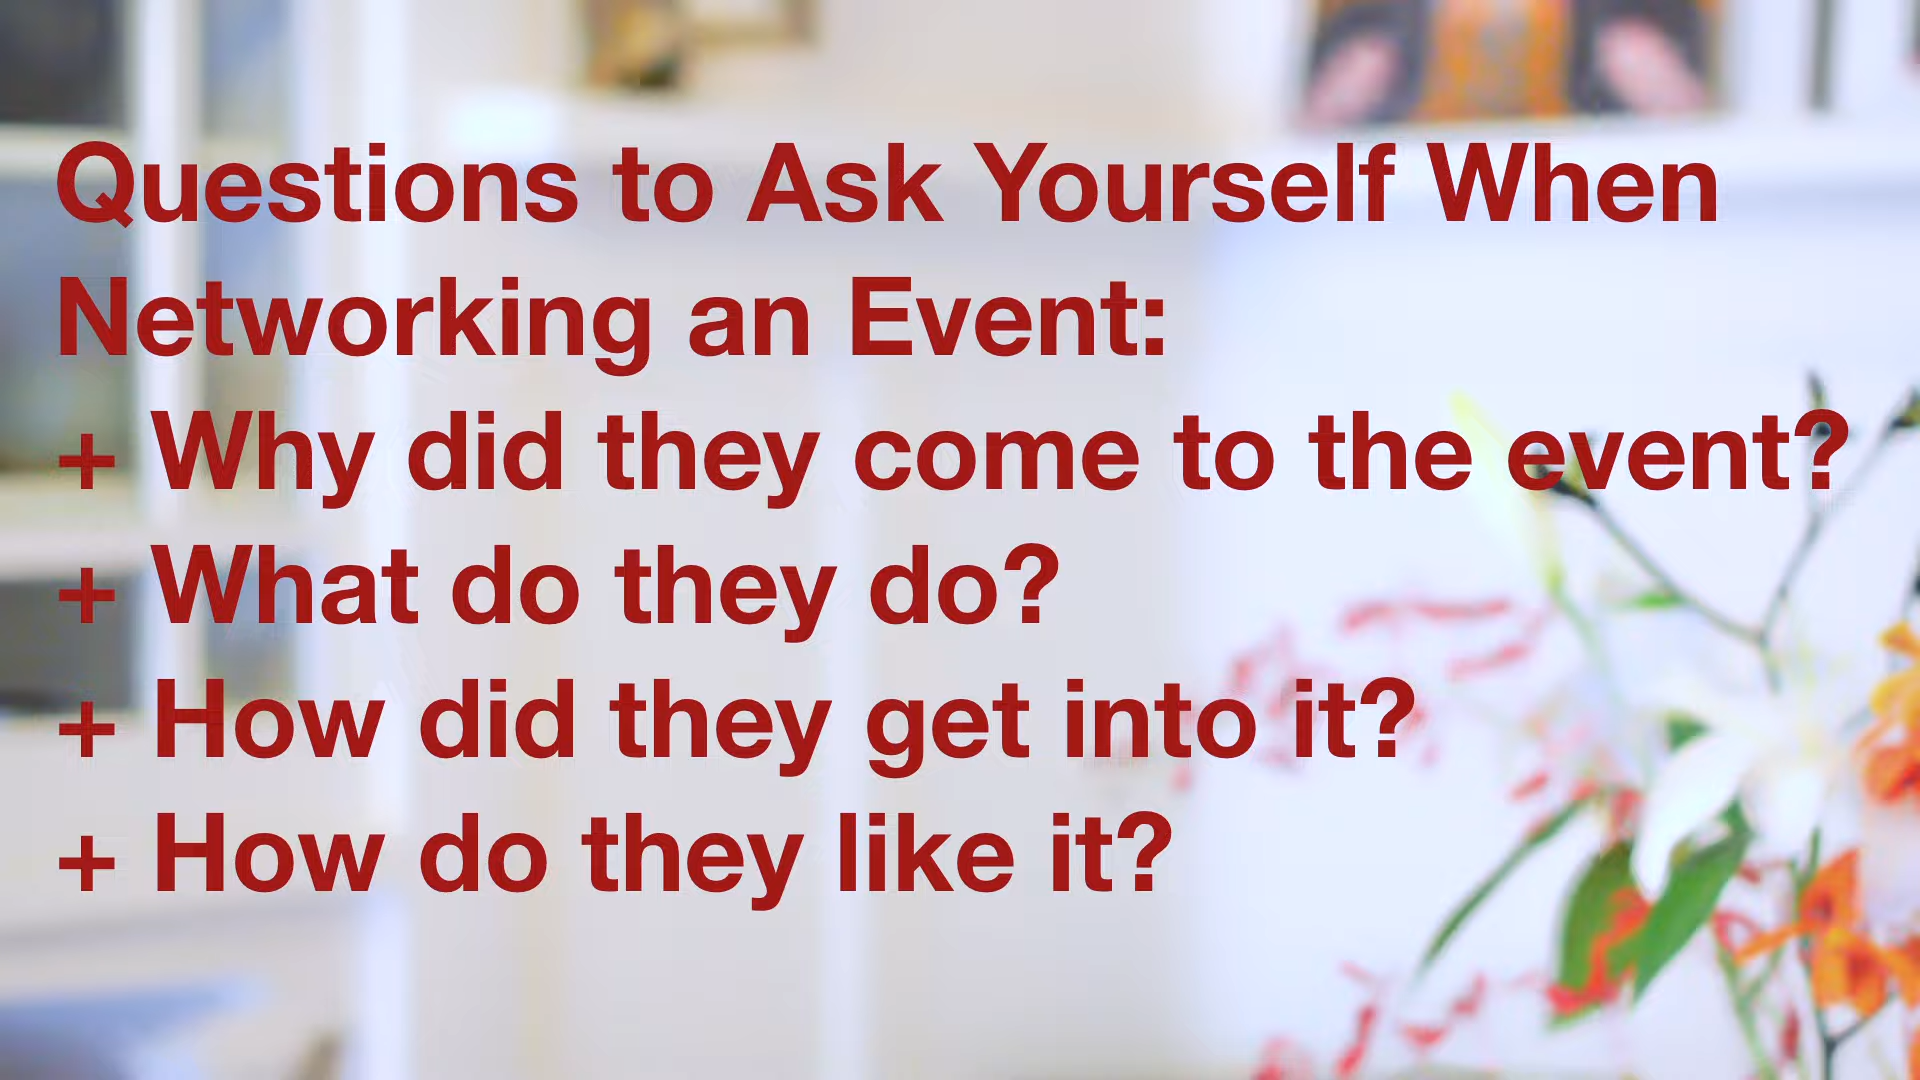 Questions to Ask Yourself When
Networking an Event:
+ Why did they come to the event?
+ What do they do?
+ How did they get into it?
+ How do they like it?